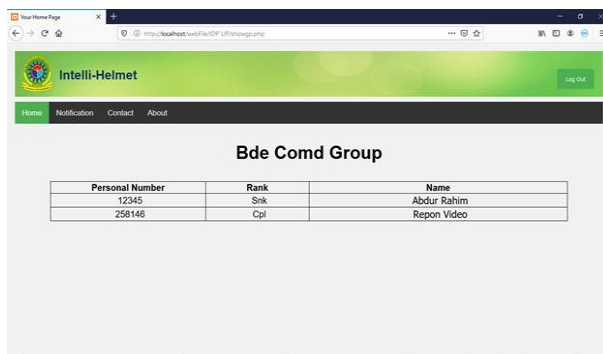 Your Home Page
http://localhost/webFile/IDP UP/showgp.php
Intelli-Helmet
Log Out
Home Notification Contact About
Bde Comd Group
Personal Number Rank Name
12345 Snk Abdur Rahim
258146 Cpl Repon Video